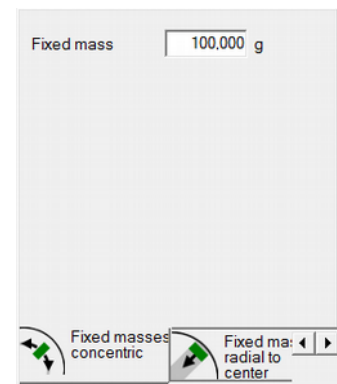 Fixed mass 100,000 g
Fixed masses
concentric
Fixed mas
radial to
center